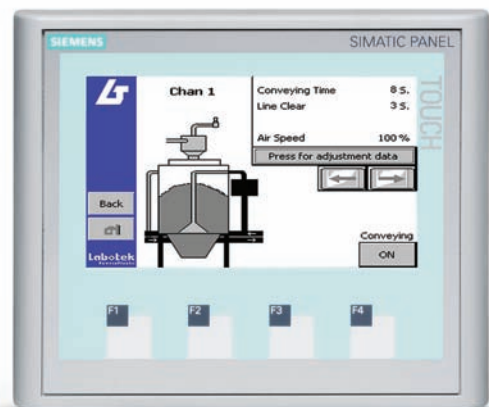 SIEMENS
SIMATIC PANEL
TOUCH
Chan 1
Conveying Time 8 S.
Line Clear 3 S.
Air Speed 100 %
Press for adjustment data
Back
Conveying
ON
Labotek
F1 F2 F3 F4